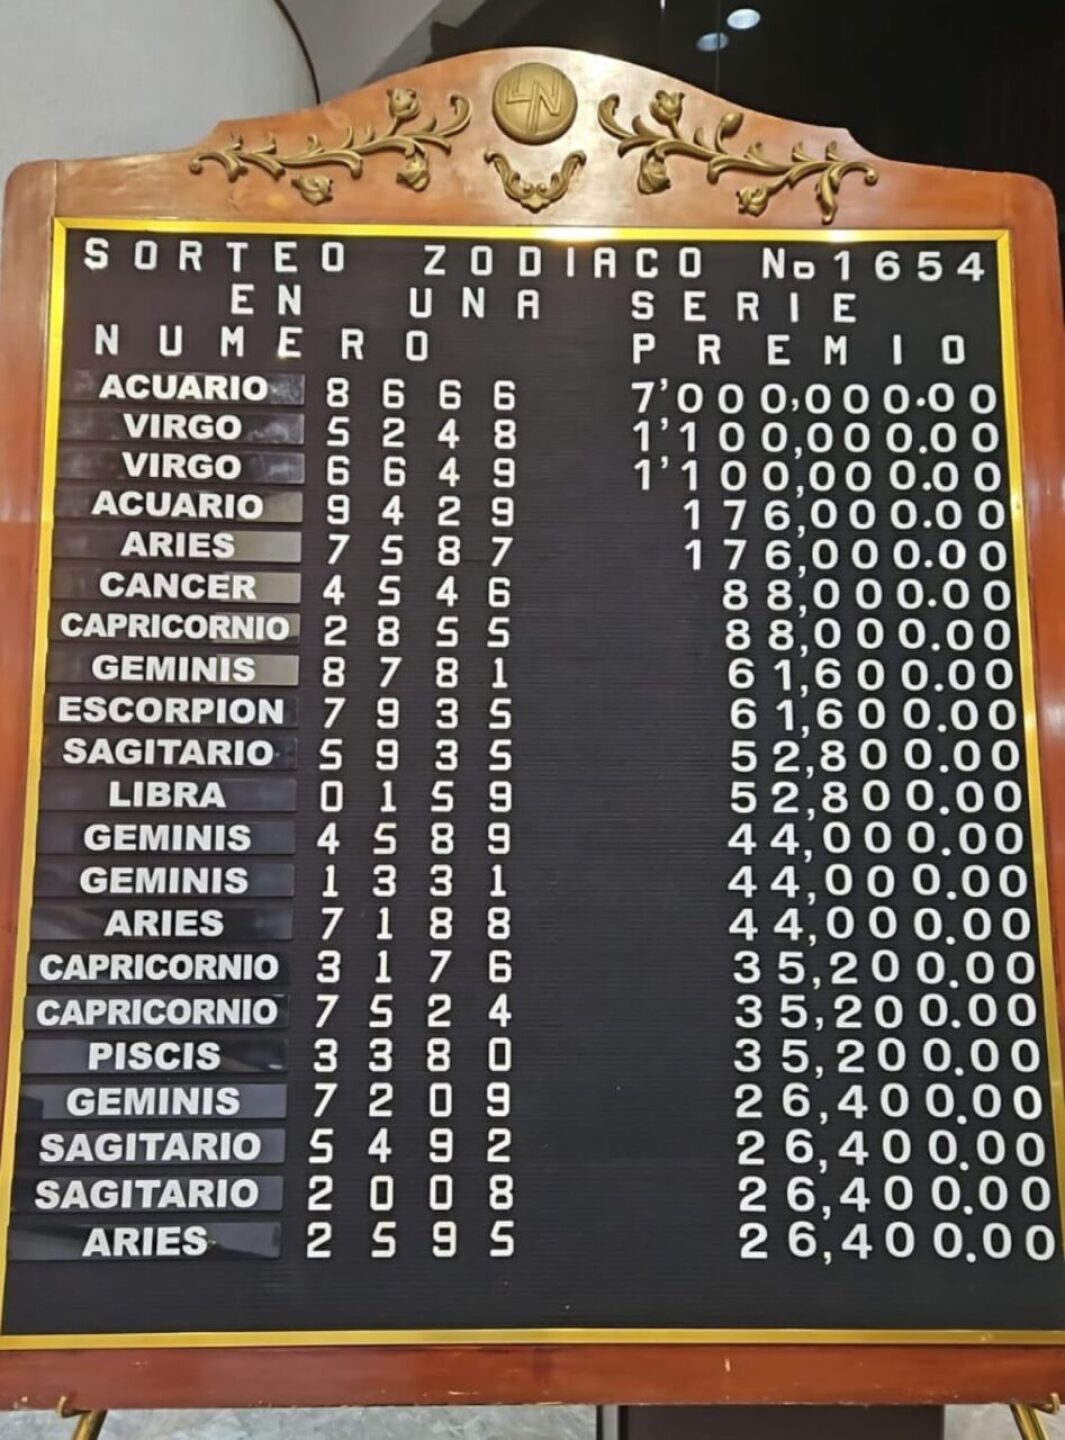 LN
SORTEO ZODIACO No 1654
EN UNA SERIE
NUMERO PREMIO
ACUARIO 8666 7'000,000.00
VIRGO 5248 1'100,000.00
VIRGO 6649 1'100,000.00
ACUARIO 9429 176,000.00
ARIES 7587 176,000.00
CANCER 4546 88,000.00
CAPRICORNIO 2855 88,000.00
GEMINIS 8781 61,600.00
ESCORPION 7935 61,600.00
SAGITARIO 5935 52,800.00
LIBRA 0159 52,800.00
GEMINIS 4589 44,000.00
GEMINIS 1331 44,000.00
ARIES 7188 44,000.00
CAPRICORNIO 3176 35,200.00
CAPRICORNIO 7524 35,200.00
PISCIS 3380 35,200.00
GEMINIS 7209 26,400.00
SAGITARIO 5492 26,400.00
SAGITARIO 2008 26,400.00
ARIES 2595 26,400.00